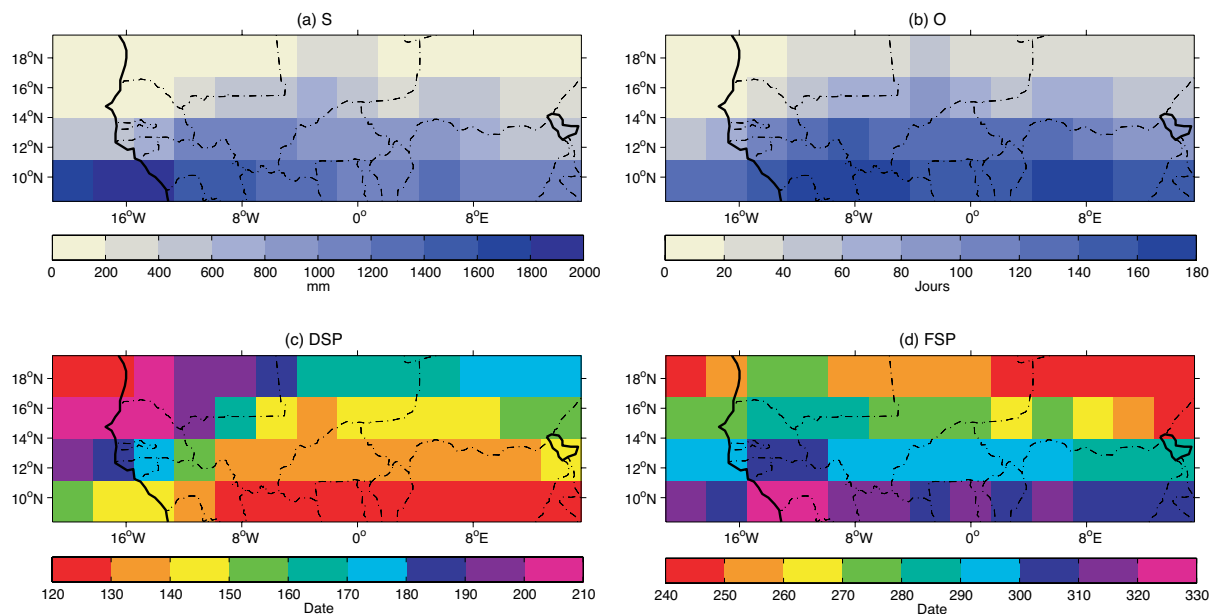 (a) S
18°N
16°N
14°N
12°N
10°N
16°W 8°W 0° 8°E
0 200 400 600 800 1000 1200 1400 1600 1800 2000
mm
(b) O
18°N
16°N
14°N
12°N
10°N
16°W 8°W 0° 8°E
0 20 40 60 80 100 120 140 160 180
Jours
(c) DSP
18°N
16°N
14°N
12°N
10°N
16°W 8°W 0° 8°E
120 130 140 150 160 170 180 190 200 210
Date
(d) FSP
18°N
16°N
14°N
12°N
10°N
16°W 8°W 0° 8°E
240 250 260 270 280 290 300 310 320 330
Date